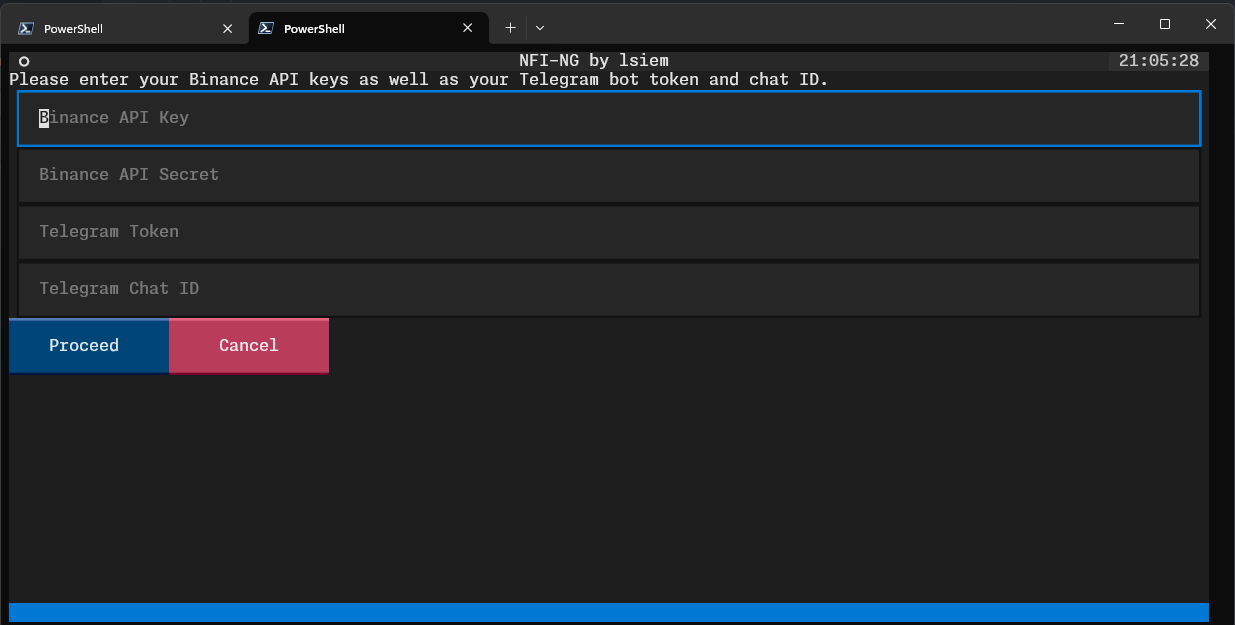 PowerShell PowerShell
NFI-NG by lsiem 21:05:28
Please enter your Binance API keys as well as your Telegram bot token and chat ID.
Binance API Key
Binance API Secret
Telegram Token
Telegram Chat ID
Proceed Cancel